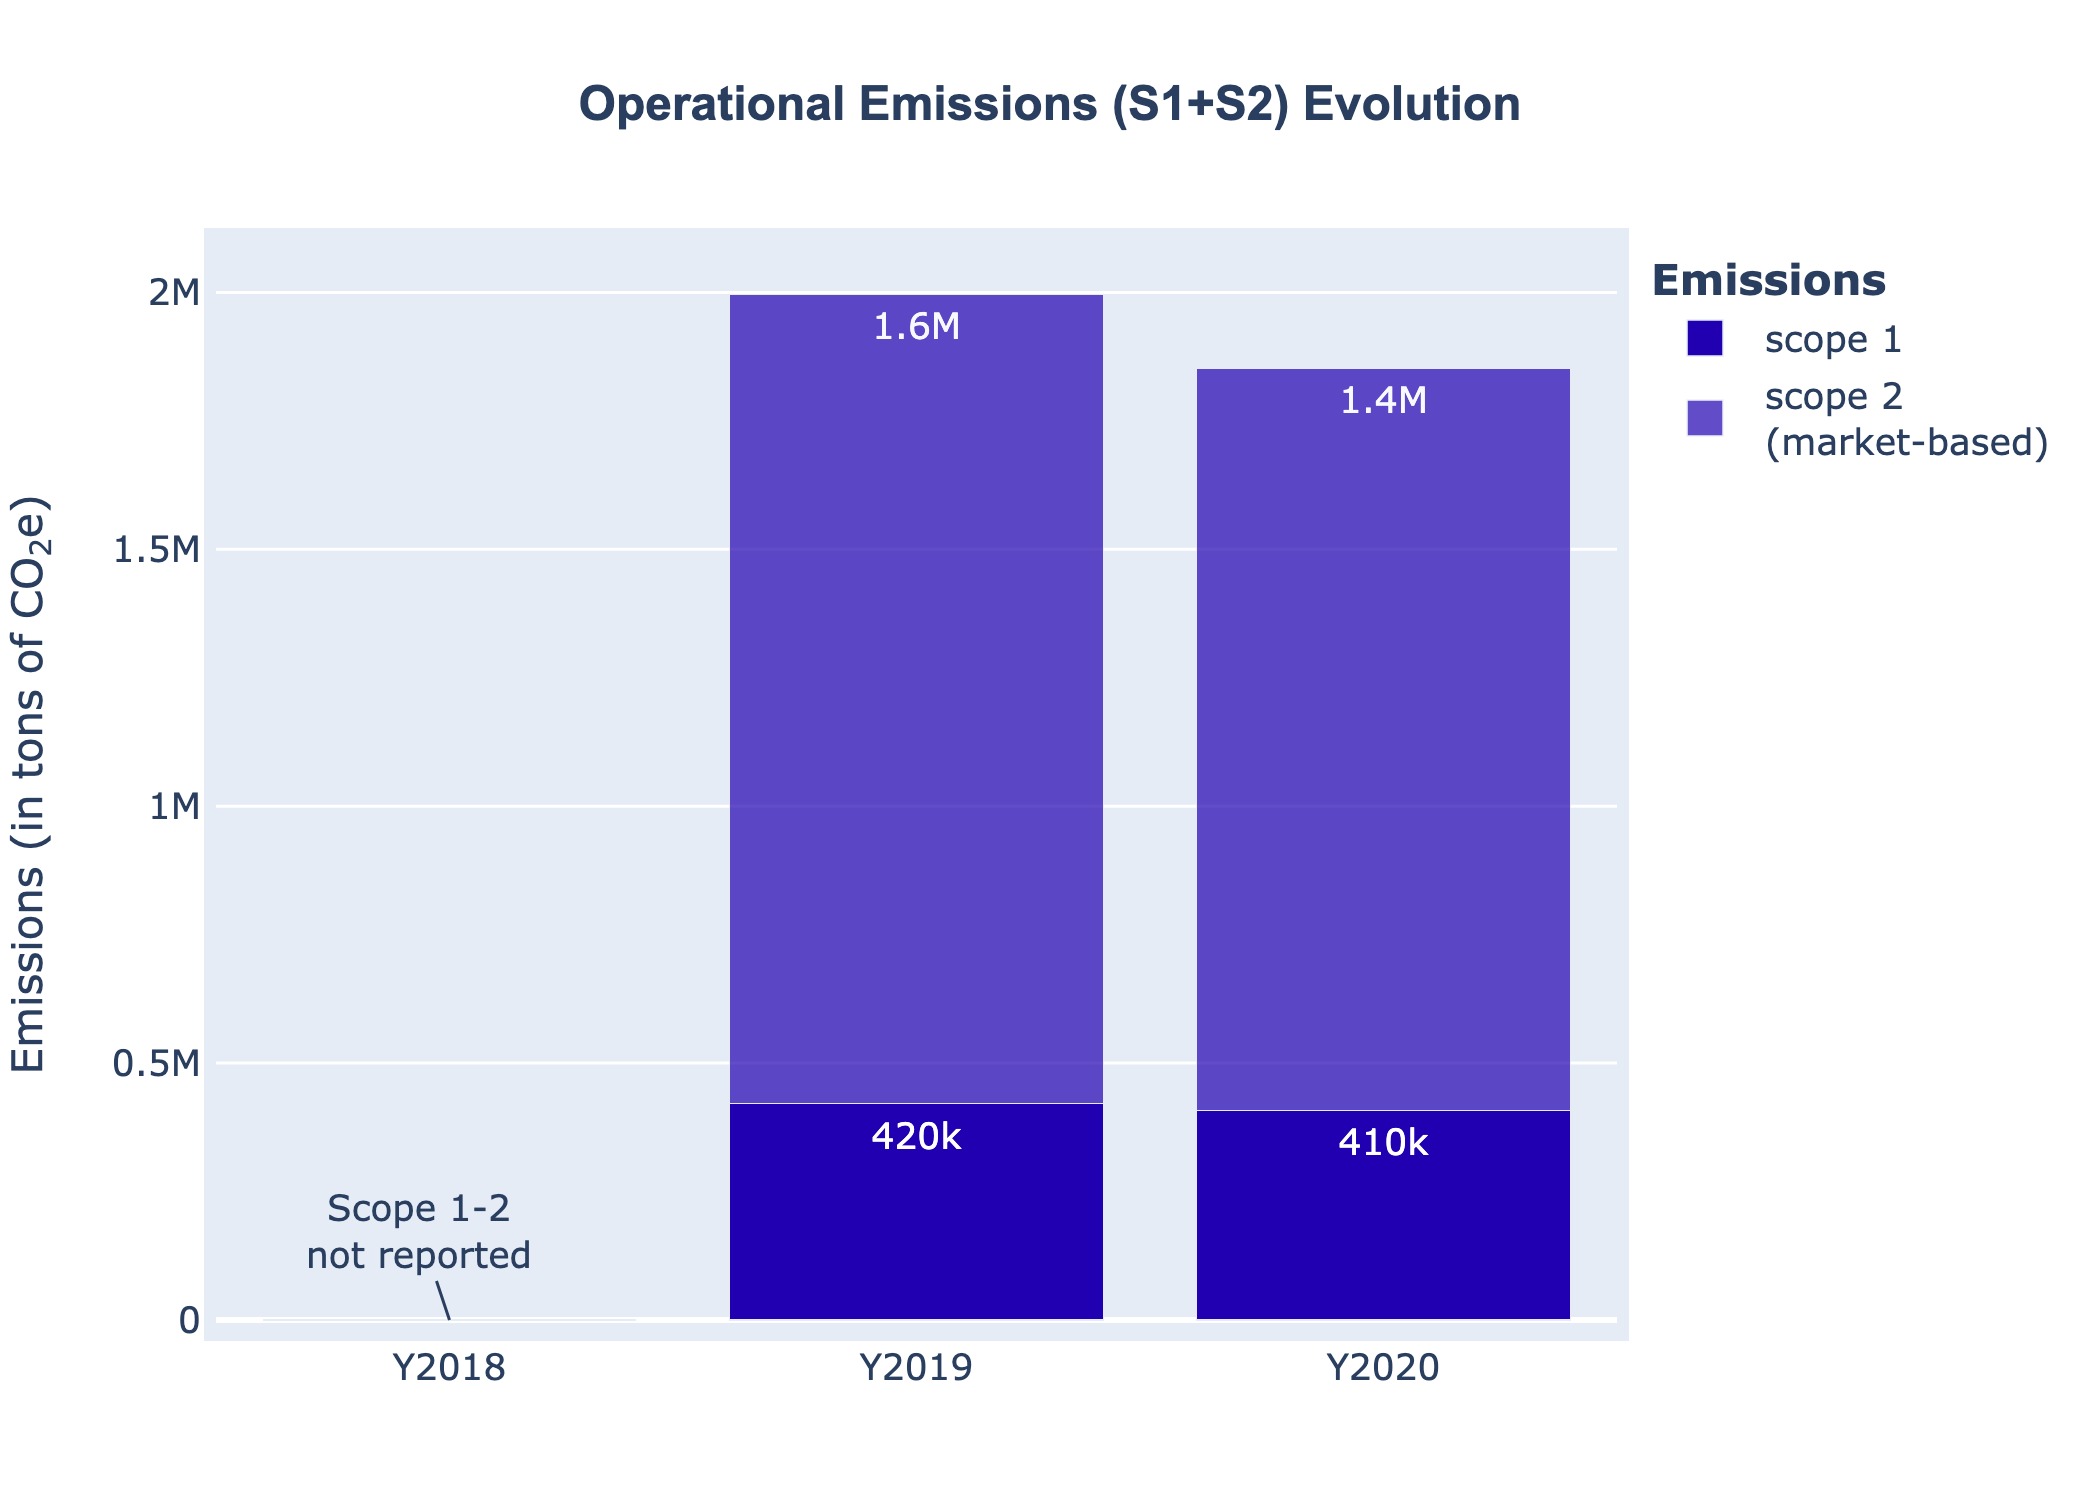 Operational Emissions (S1+S2) Evolution
Emissions (in tons of CO₂e)
2M
1.5M
1M
0.5M
0
1.6M
420k
1.4M
410k
Scope 1-2
not reported
Y2018
Y2019
Y2020
Emissions
scope 1
scope 2
(market-based)